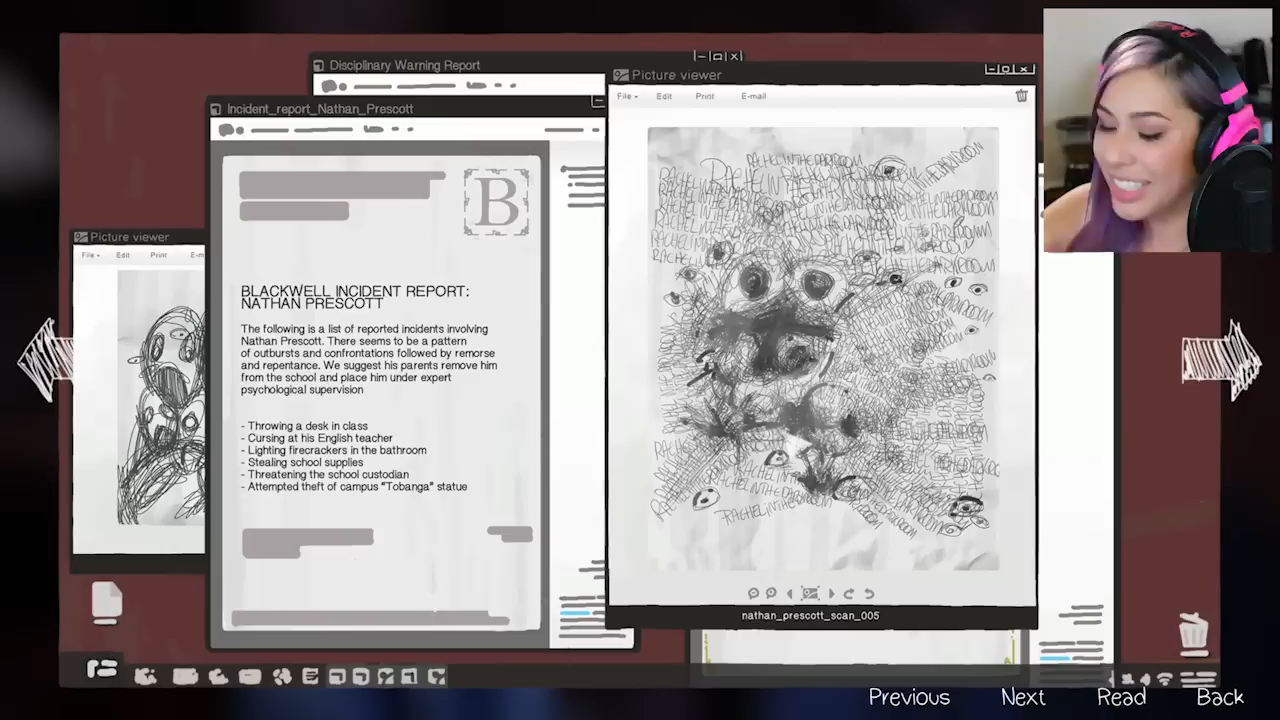 Disciplinary Warning Report
Picture viewer
File Edit Print E-mail
Incident_report_Nathan_Prescott
B
BLACKWELL INCIDENT REPORT:
NATHAN PRESCOTT
The following is a list of reported incidents involving
Nathan Prescott. There seems to be a pattern
of outbursts and confrontations followed by remorse
and repentance. We suggest his parents remove him
from the school and place him under expert
psychological supervision
- Throwing a desk in class
- Cursing at his English teacher
- Lighting firecrackers in the bathroom
- Stealing school supplies
- Threatening the school custodian
- Attempted theft of campus "Tobanga" statue
Picture viewer
File Edit Print E-m
RACHEL IN THE DARKROOM
RACHEL IN THE DARKROOM
nathan_prescott_scan_005
Previous Next Read Back